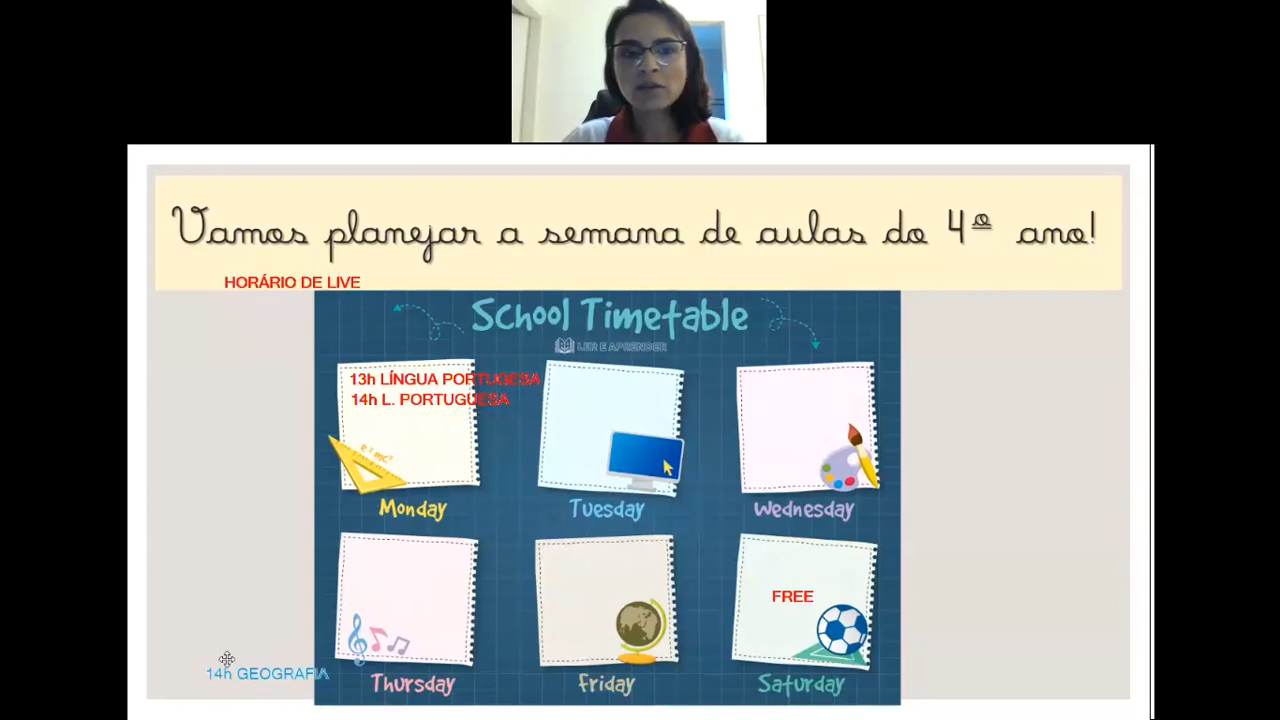 Vamos planejar a semana de aulas do 4º ano!
HORÁRIO DE LIVE
School Timetable
LER E APRENDER
13h LÍNGUA PORTUGESA
14h L. PORTUGUESA
e=mc²
Monday
Tuesday
Wednesday
FREE
14h GEOGRAFIA
Thursday
Friday
Saturday